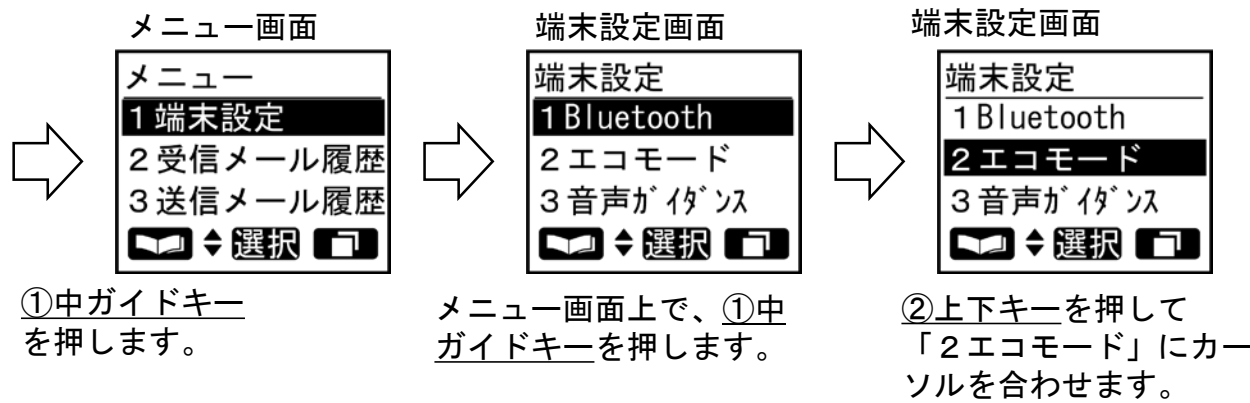 メニュー画面
メニュー
1端末設定
2受信メール履歴
3送信メール履歴
選択
①中ガイドキー
を押します。
端末設定画面
端末設定
1Bluetooth
2エコモード
3音声ｶﾞｲﾀﾞﾝｽ
選択
メニュー画面上で、①中
ガイドキーを押します。
端末設定画面
端末設定
1Bluetooth
2エコモード
3音声ｶﾞｲﾀﾞﾝｽ
選択
②上下キーを押して
「２エコモード」にカー
ソルを合わせます。